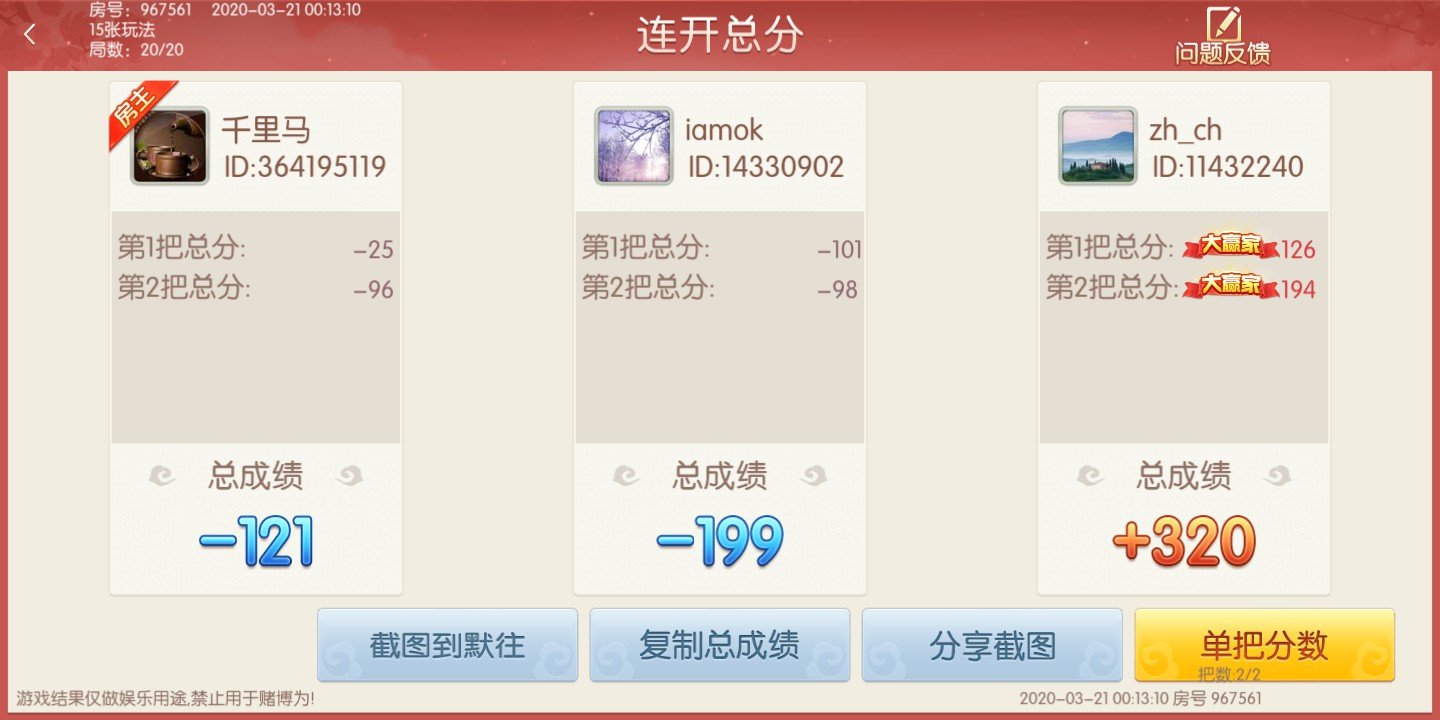 房号：967561 2020-03-21 00:13:10
15张玩法
局数：20/20
连开总分
问题反馈
房主
千里马
ID:364195119
第1把总分: -25
第2把总分: -96
总成绩
-121
iamok
ID:14330902
第1把总分: -101
第2把总分: -98
总成绩
-199
zh_ch
ID:11432240
第1把总分: 大赢家 126
第2把总分: 大赢家 194
总成绩
+320
截图到默往
复制总成绩
分享截图
单把分数
把数:2/2
游戏结果仅做娱乐用途,禁止用于赌博为!
2020-03-21 00:13:10 房号 967561